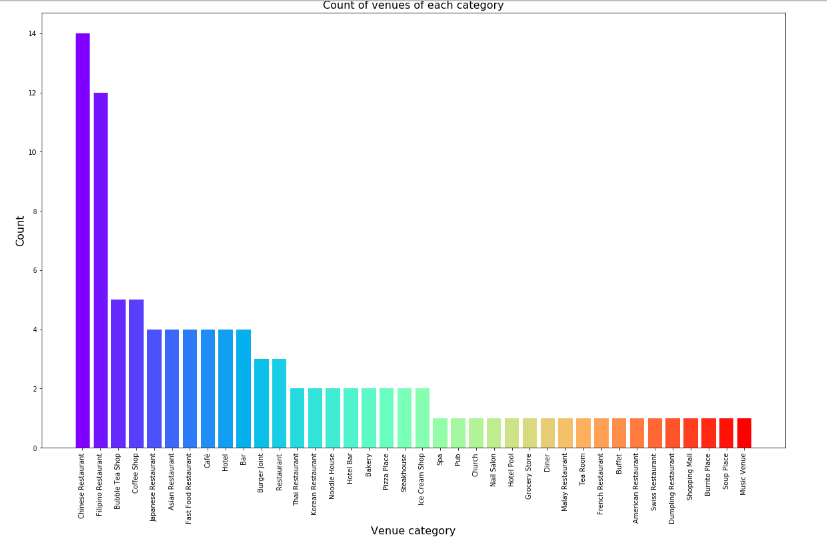 Count of venues of each category
14
12
10
8
6
4
2
0
Count
Chinese Restaurant
Filipino Restaurant
Bubble Tea Shop
Coffee Shop
Japanese Restaurant
Asian Restaurant
Fast Food Restaurant
Café
Hotel
Bar
Burger Joint
Restaurant
Thai Restaurant
Korean Restaurant
Noodle House
Hotel Bar
Bakery
Pizza Place
Steakhouse
Ice Cream Shop
Spa
Pub
Church
Nail Salon
Hotel Pool
Grocery Store
Diner
Malay Restaurant
Tea Room
French Restaurant
Buffet
American Restaurant
Swiss Restaurant
Dumpling Restaurant
Shopping Mall
Burrito Place
Soup Place
Music Venue
Venue category